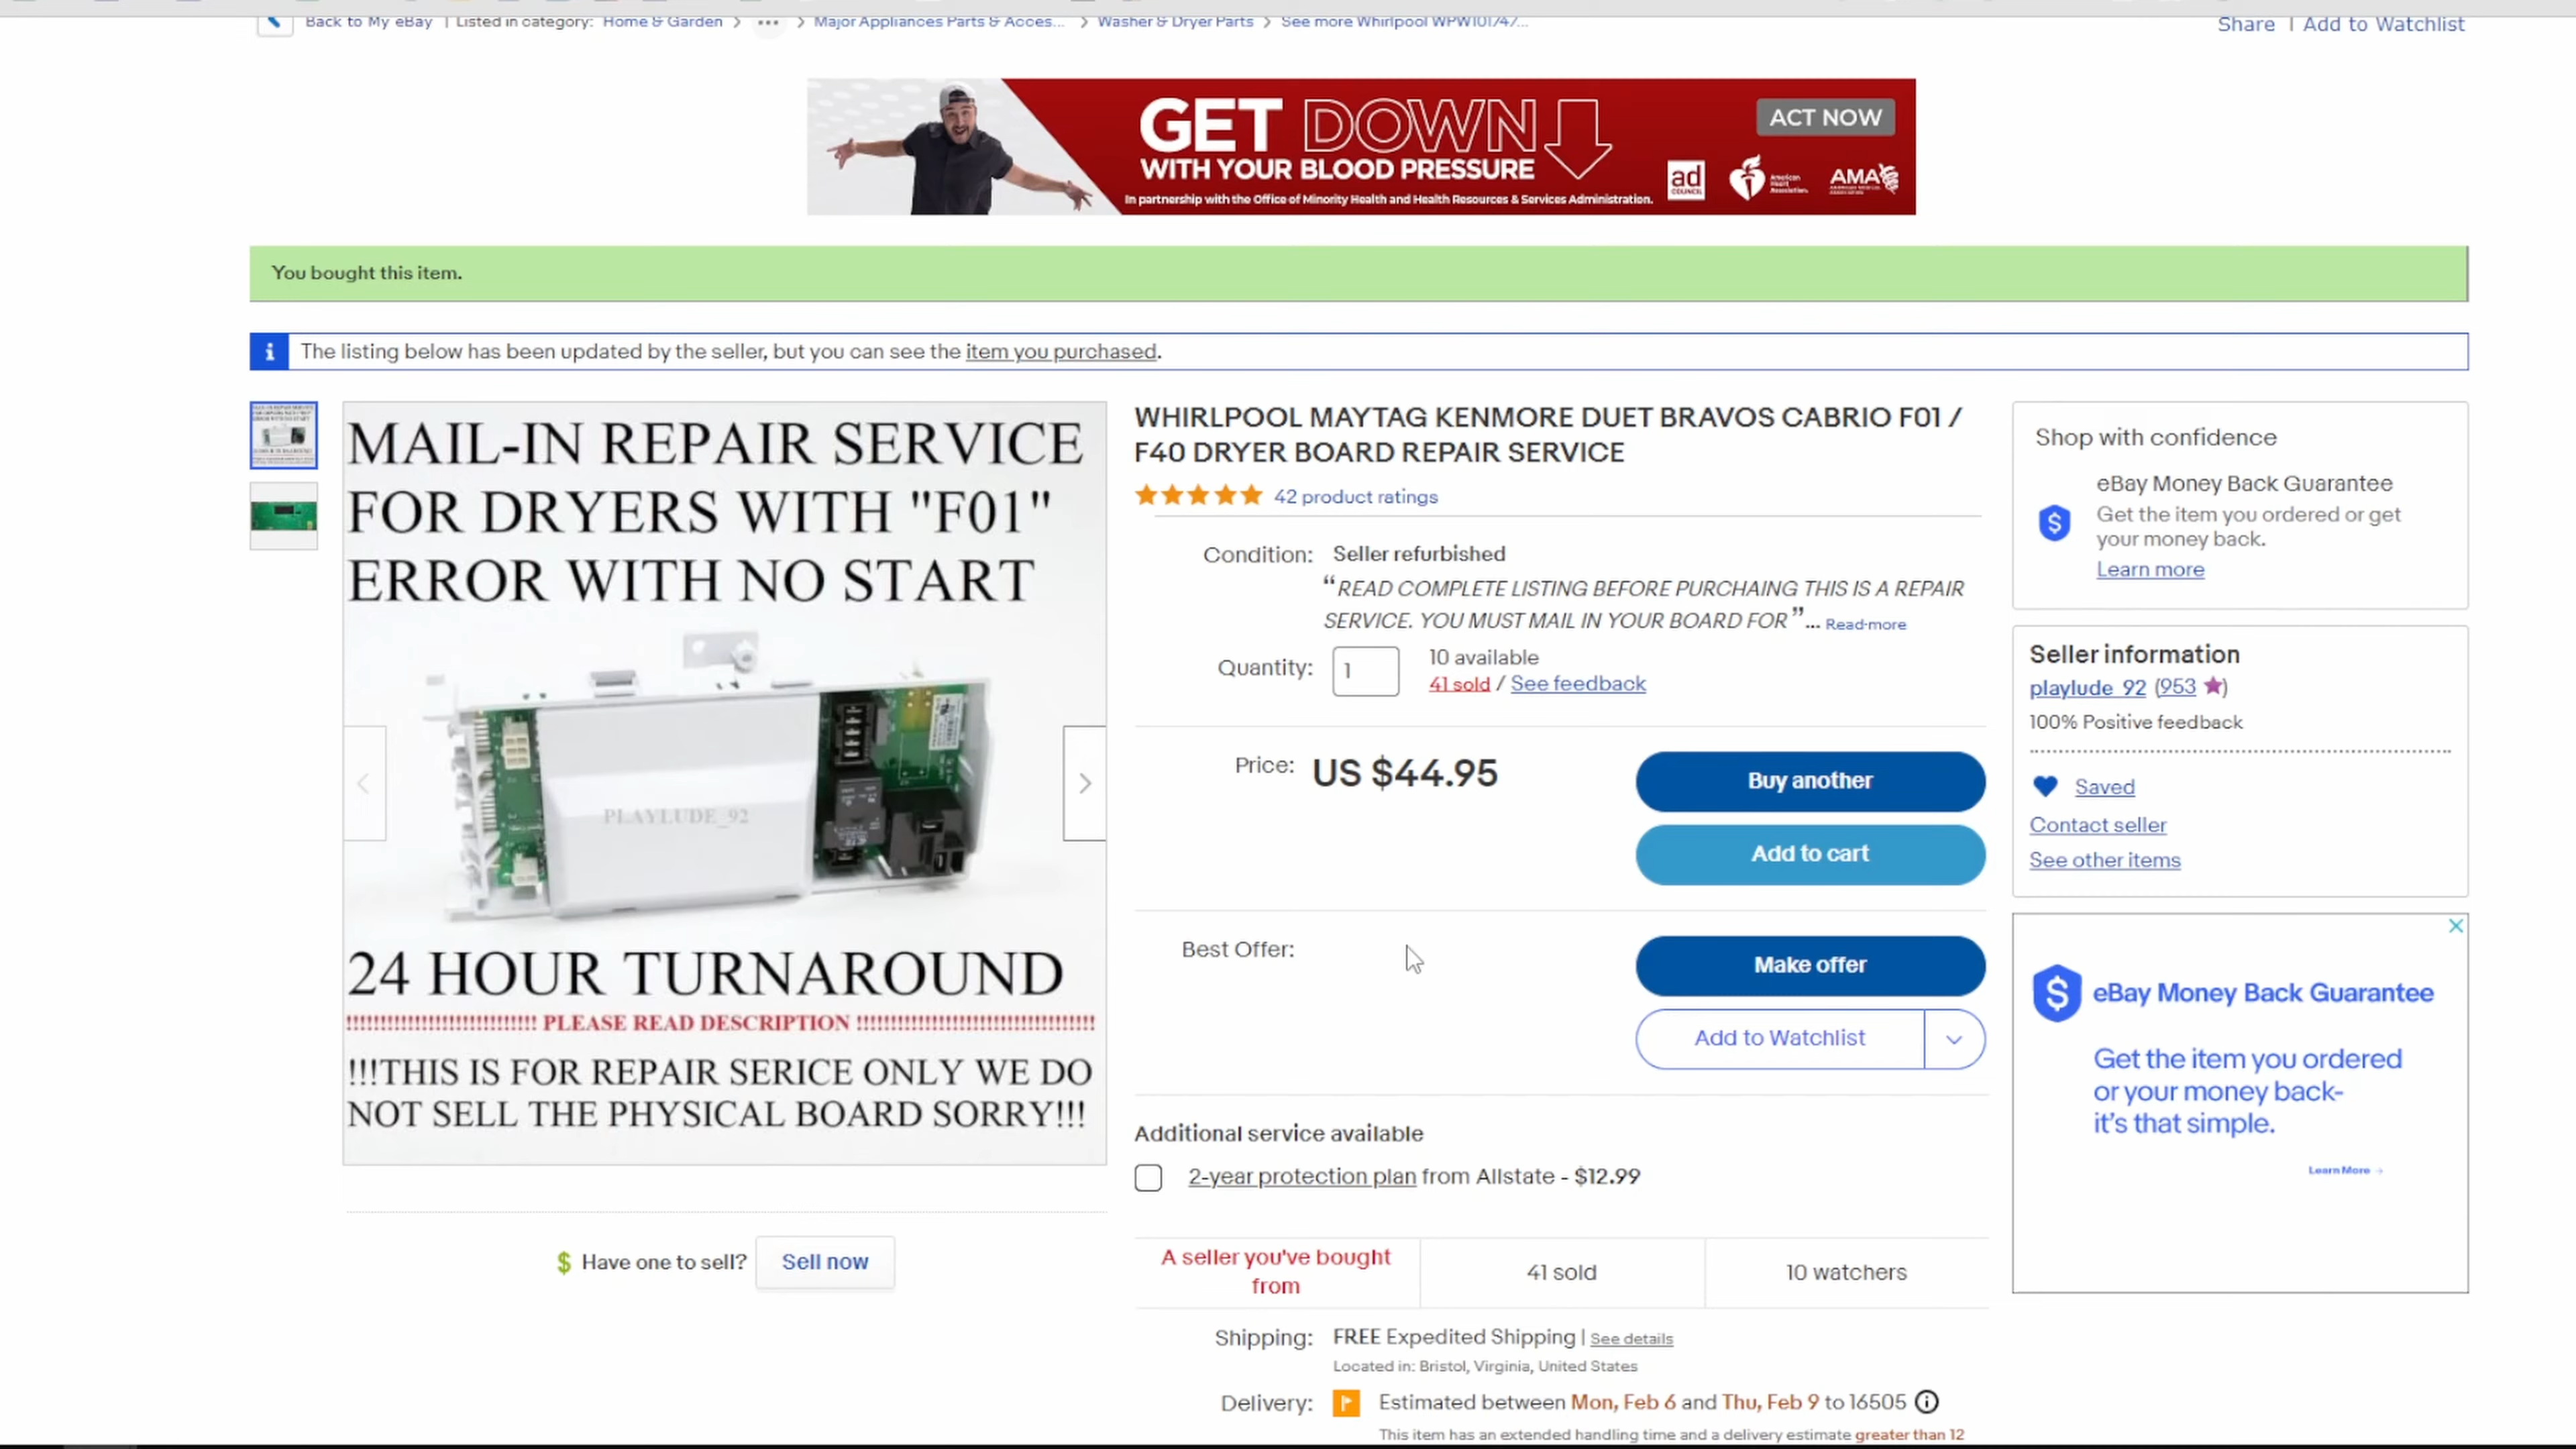 Back to My eBay | Listed in category: Home & Garden > ... > Major Appliances Parts & Acces... > Washer & Dryer Parts > See more Whirlpool WPW101747...
Share | Add to Watchlist
GET DOWN
WITH YOUR BLOOD PRESSURE
In partnership with the Office of Minority Health and Health Resources & Services Administration.
ACT NOW
ad COUNCIL
American Heart Association.
AMA
You bought this item.
The listing below has been updated by the seller, but you can see the item you purchased.
MAIL-IN REPAIR SERVICE
FOR DRYERS WITH "F01"
ERROR WITH NO START
PLAYLUDE_92
24 HOUR TURNAROUND
!!!!!!!!!!!!!!!!!!!!!!!!!!!! PLEASE READ DESCRIPTION !!!!!!!!!!!!!!!!!!!!!!!!!!!!!!!!!!!
!!!THIS IS FOR REPAIR SERICE ONLY WE DO
NOT SELL THE PHYSICAL BOARD SORRY!!!
$ Have one to sell? Sell now
WHIRLPOOL MAYTAG KENMORE DUET BRAVOS CABRIO F01 /
F40 DRYER BOARD REPAIR SERVICE
42 product ratings
Condition: Seller refurbished
“READ COMPLETE LISTING BEFORE PURCHAING THIS IS A REPAIR
SERVICE. YOU MUST MAIL IN YOUR BOARD FOR”... Read more
Quantity: 1
10 available
41 sold / See feedback
Price: US $44.95
Buy another
Add to cart
Best Offer:
Make offer
Add to Watchlist
Additional service available
2-year protection plan from Allstate - $12.99
A seller you've bought
from
41 sold
10 watchers
Shipping: FREE Expedited Shipping | See details
Located in: Bristol, Virginia, United States
Delivery: Estimated between Mon, Feb 6 and Thu, Feb 9 to 16505
This item has an extended handling time and a delivery estimate greater than 12
Shop with confidence
eBay Money Back Guarantee
Get the item you ordered or get
your money back.
Learn more
Seller information
playlude_92 (953)
100% Positive feedback
Saved
Contact seller
See other items
eBay Money Back Guarantee
Get the item you ordered
or your money back-
it's that simple.
Learn More →